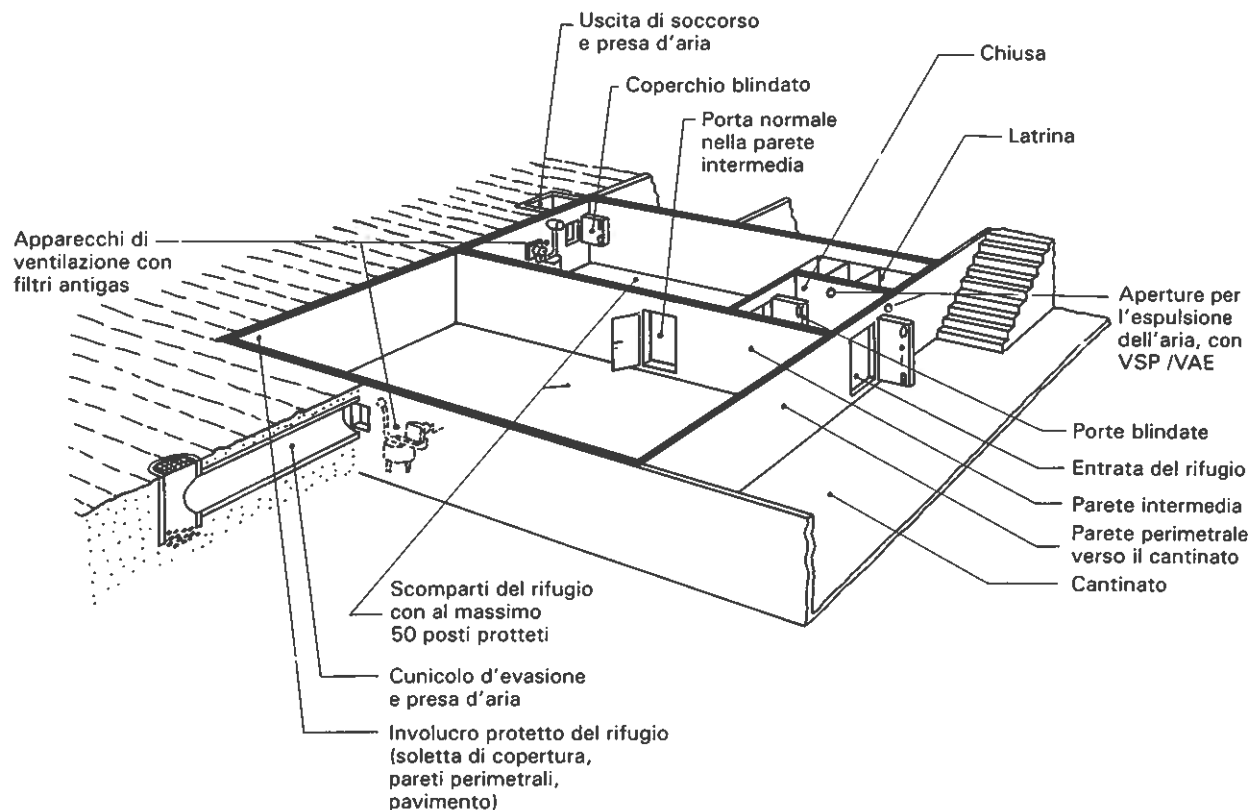 Uscita di soccorso
e presa d'aria
Chiusa
Coperchio blindato
Porta normale
nella parete
intermedia
Latrina
Apparecchi di
ventilazione con
filtri antigas
Aperture per
l'espulsione
dell'aria, con
VSP /VAE
Porte blindate
Entrata del rifugio
Parete intermedia
Parete perimetrale
verso il cantinato
Cantinato
Scomparti del rifugio
con al massimo
50 posti protteti
Cunicolo d'evasione
e presa d'aria
Involucro protetto del rifugio
(soletta di copertura,
pareti perimetrali,
pavimento)